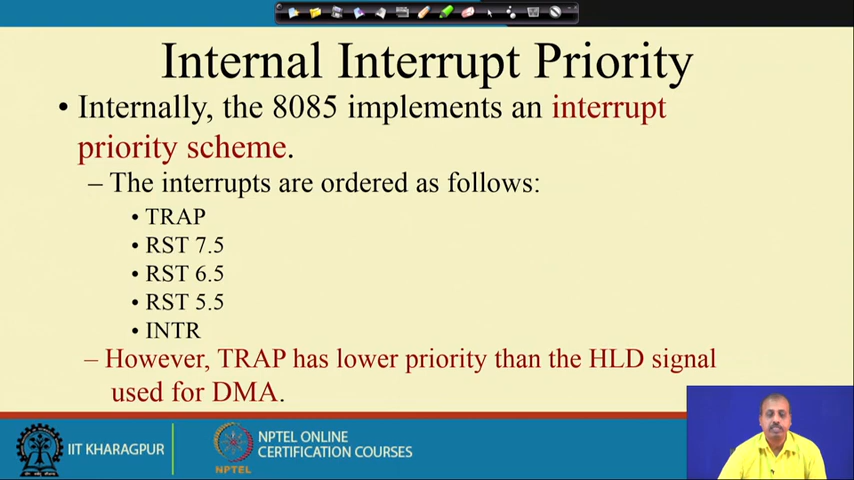 Internal Interrupt Priority
• Internally, the 8085 implements an interrupt
priority scheme.
– The interrupts are ordered as follows:
• TRAP
• RST 7.5
• RST 6.5
• RST 5.5
• INTR
– However, TRAP has lower priority than the HLD signal
used for DMA.
IIT KHARAGPUR
NPTEL
NPTEL ONLINE
CERTIFICATION COURSES